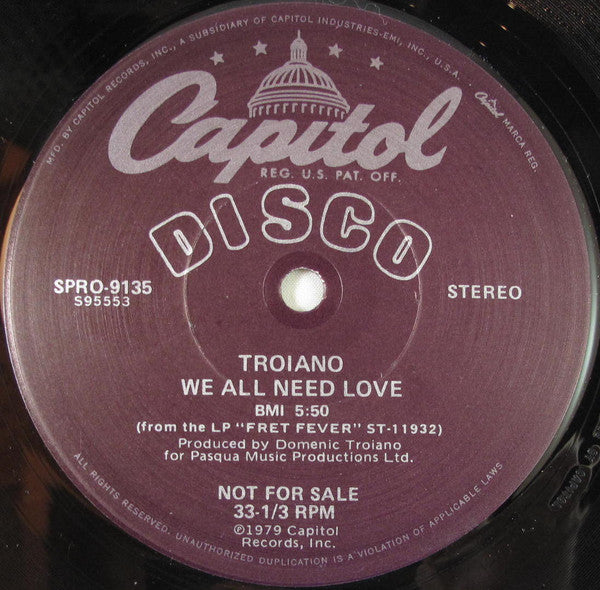 MFD. BY CAPITOL RECORDS, INC., A SUBSIDIARY OF CAPITOL INDUSTRIES-EMI, INC., U.S.A.
Capitol MARCA REG.
Capitol
REG. U.S. PAT. OFF.
DISCO
SPRO-9135
S95553
STEREO
TROIANO
WE ALL NEED LOVE
BMI 5:50
(from the LP "FRET FEVER" ST-11932)
Produced by Domenic Troiano
for Pasqua Music Productions Ltd.
NOT FOR SALE
33-1/3 RPM
℗1979 Capitol
Records, Inc.
ALL RIGHTS RESERVED. UNAUTHORIZED DUPLICATION IS A VIOLATION OF APPLICABLE LAWS